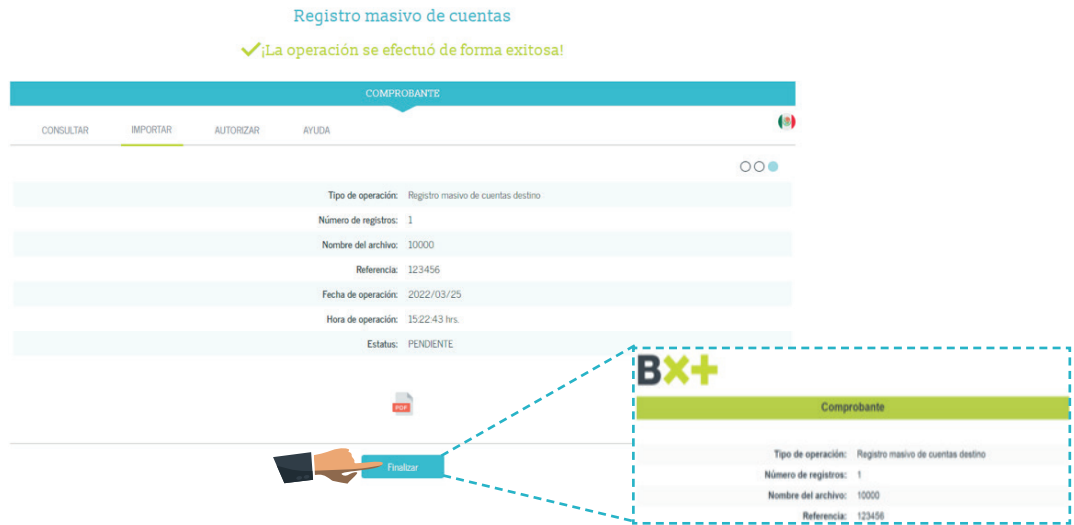 Registro masivo de cuentas
¡La operación se efectuó de forma exitosa!
COMPROBANTE
CONSULTAR IMPORTAR AUTORIZAR AYUDA
Tipo de operación: Registro masivo de cuentas destino
Número de registros: 1
Nombre del archivo: 10000
Referencia: 123456
Fecha de operación: 2022/03/25
Hora de operación: 15:22:43 hrs.
Estatus: PENDIENTE
PDF
Finalizar
BX+
Comprobante
Tipo de operación: Registro masivo de cuentas destino
Número de registros: 1
Nombre del archivo: 10000
Referencia: 123456